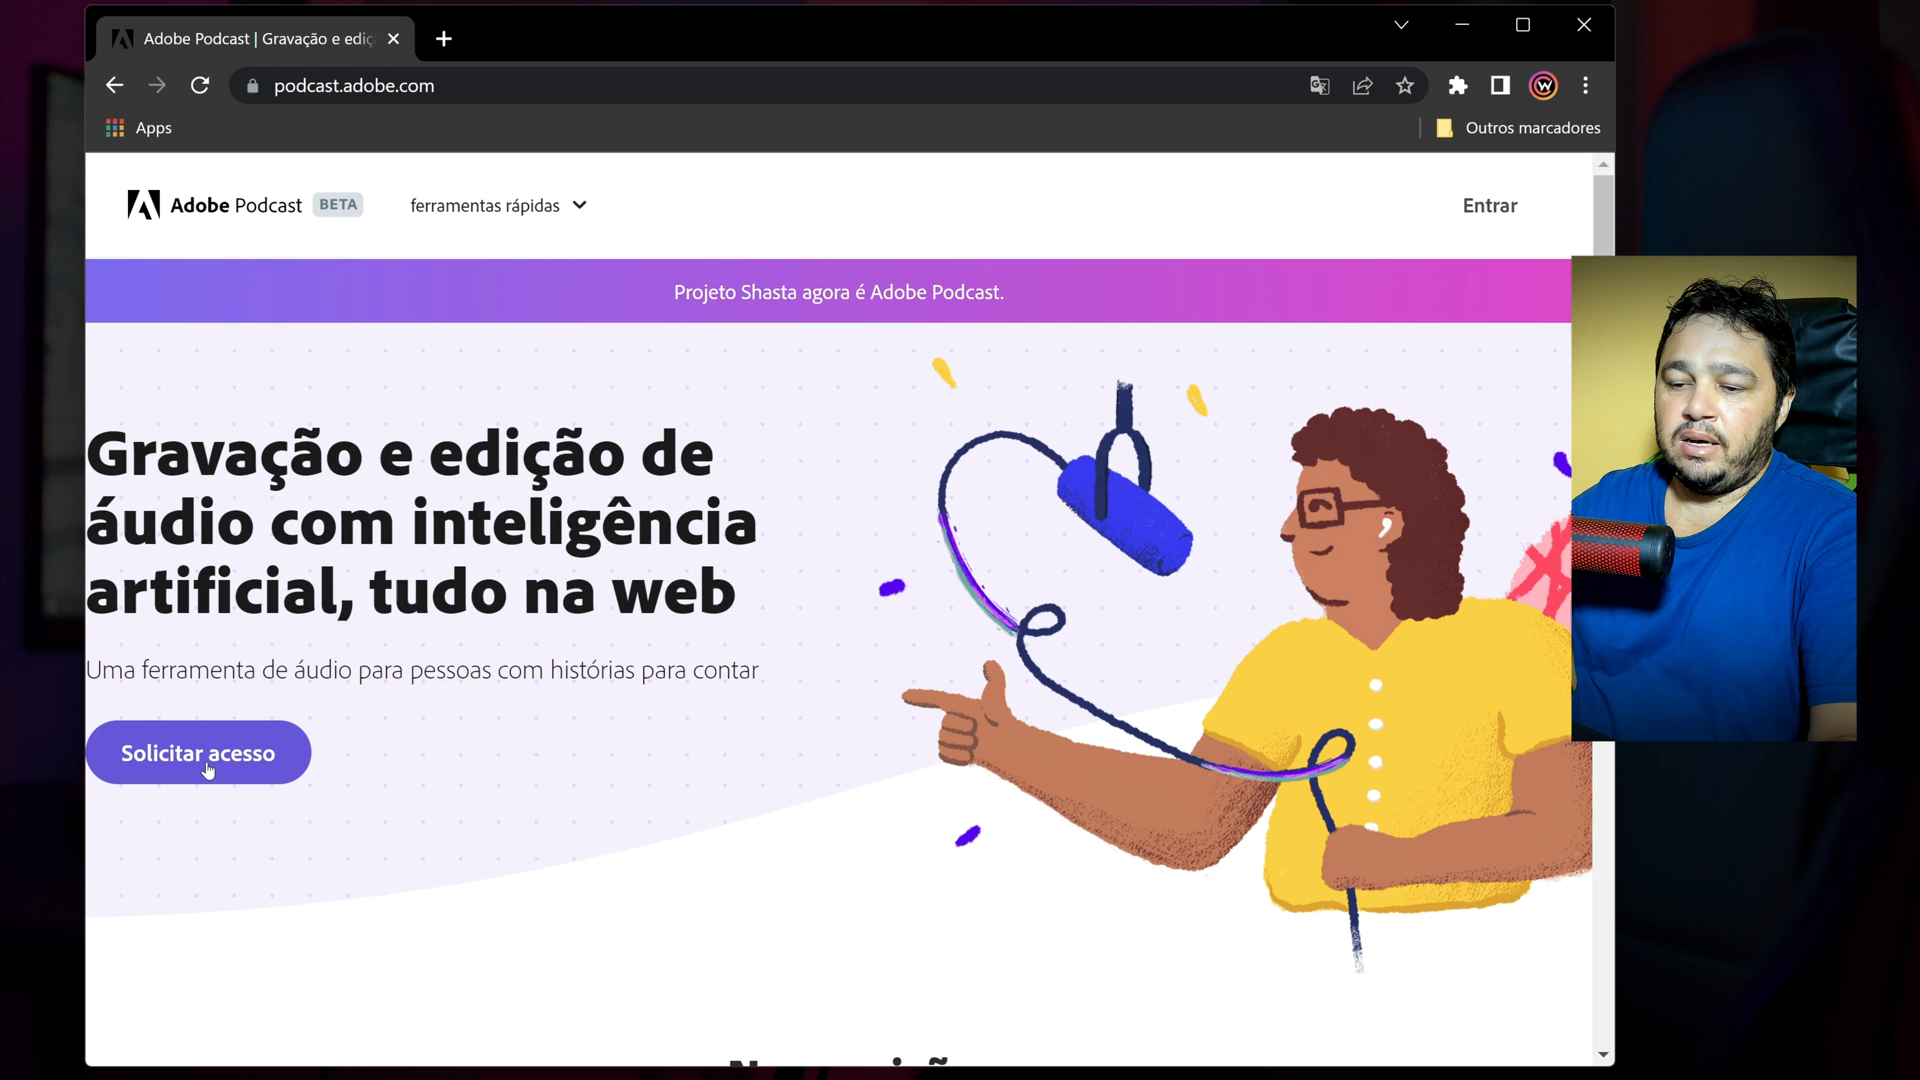 Adobe Podcast | Gravação e ediç
podcast.adobe.com
Apps
Outros marcadores
Adobe Podcast BETA
ferramentas rápidas
Entrar
Projeto Shasta agora é Adobe Podcast.
Gravação e edição de
áudio com inteligência
artificial, tudo na web
Uma ferramenta de áudio para pessoas com histórias para contar
Solicitar acesso